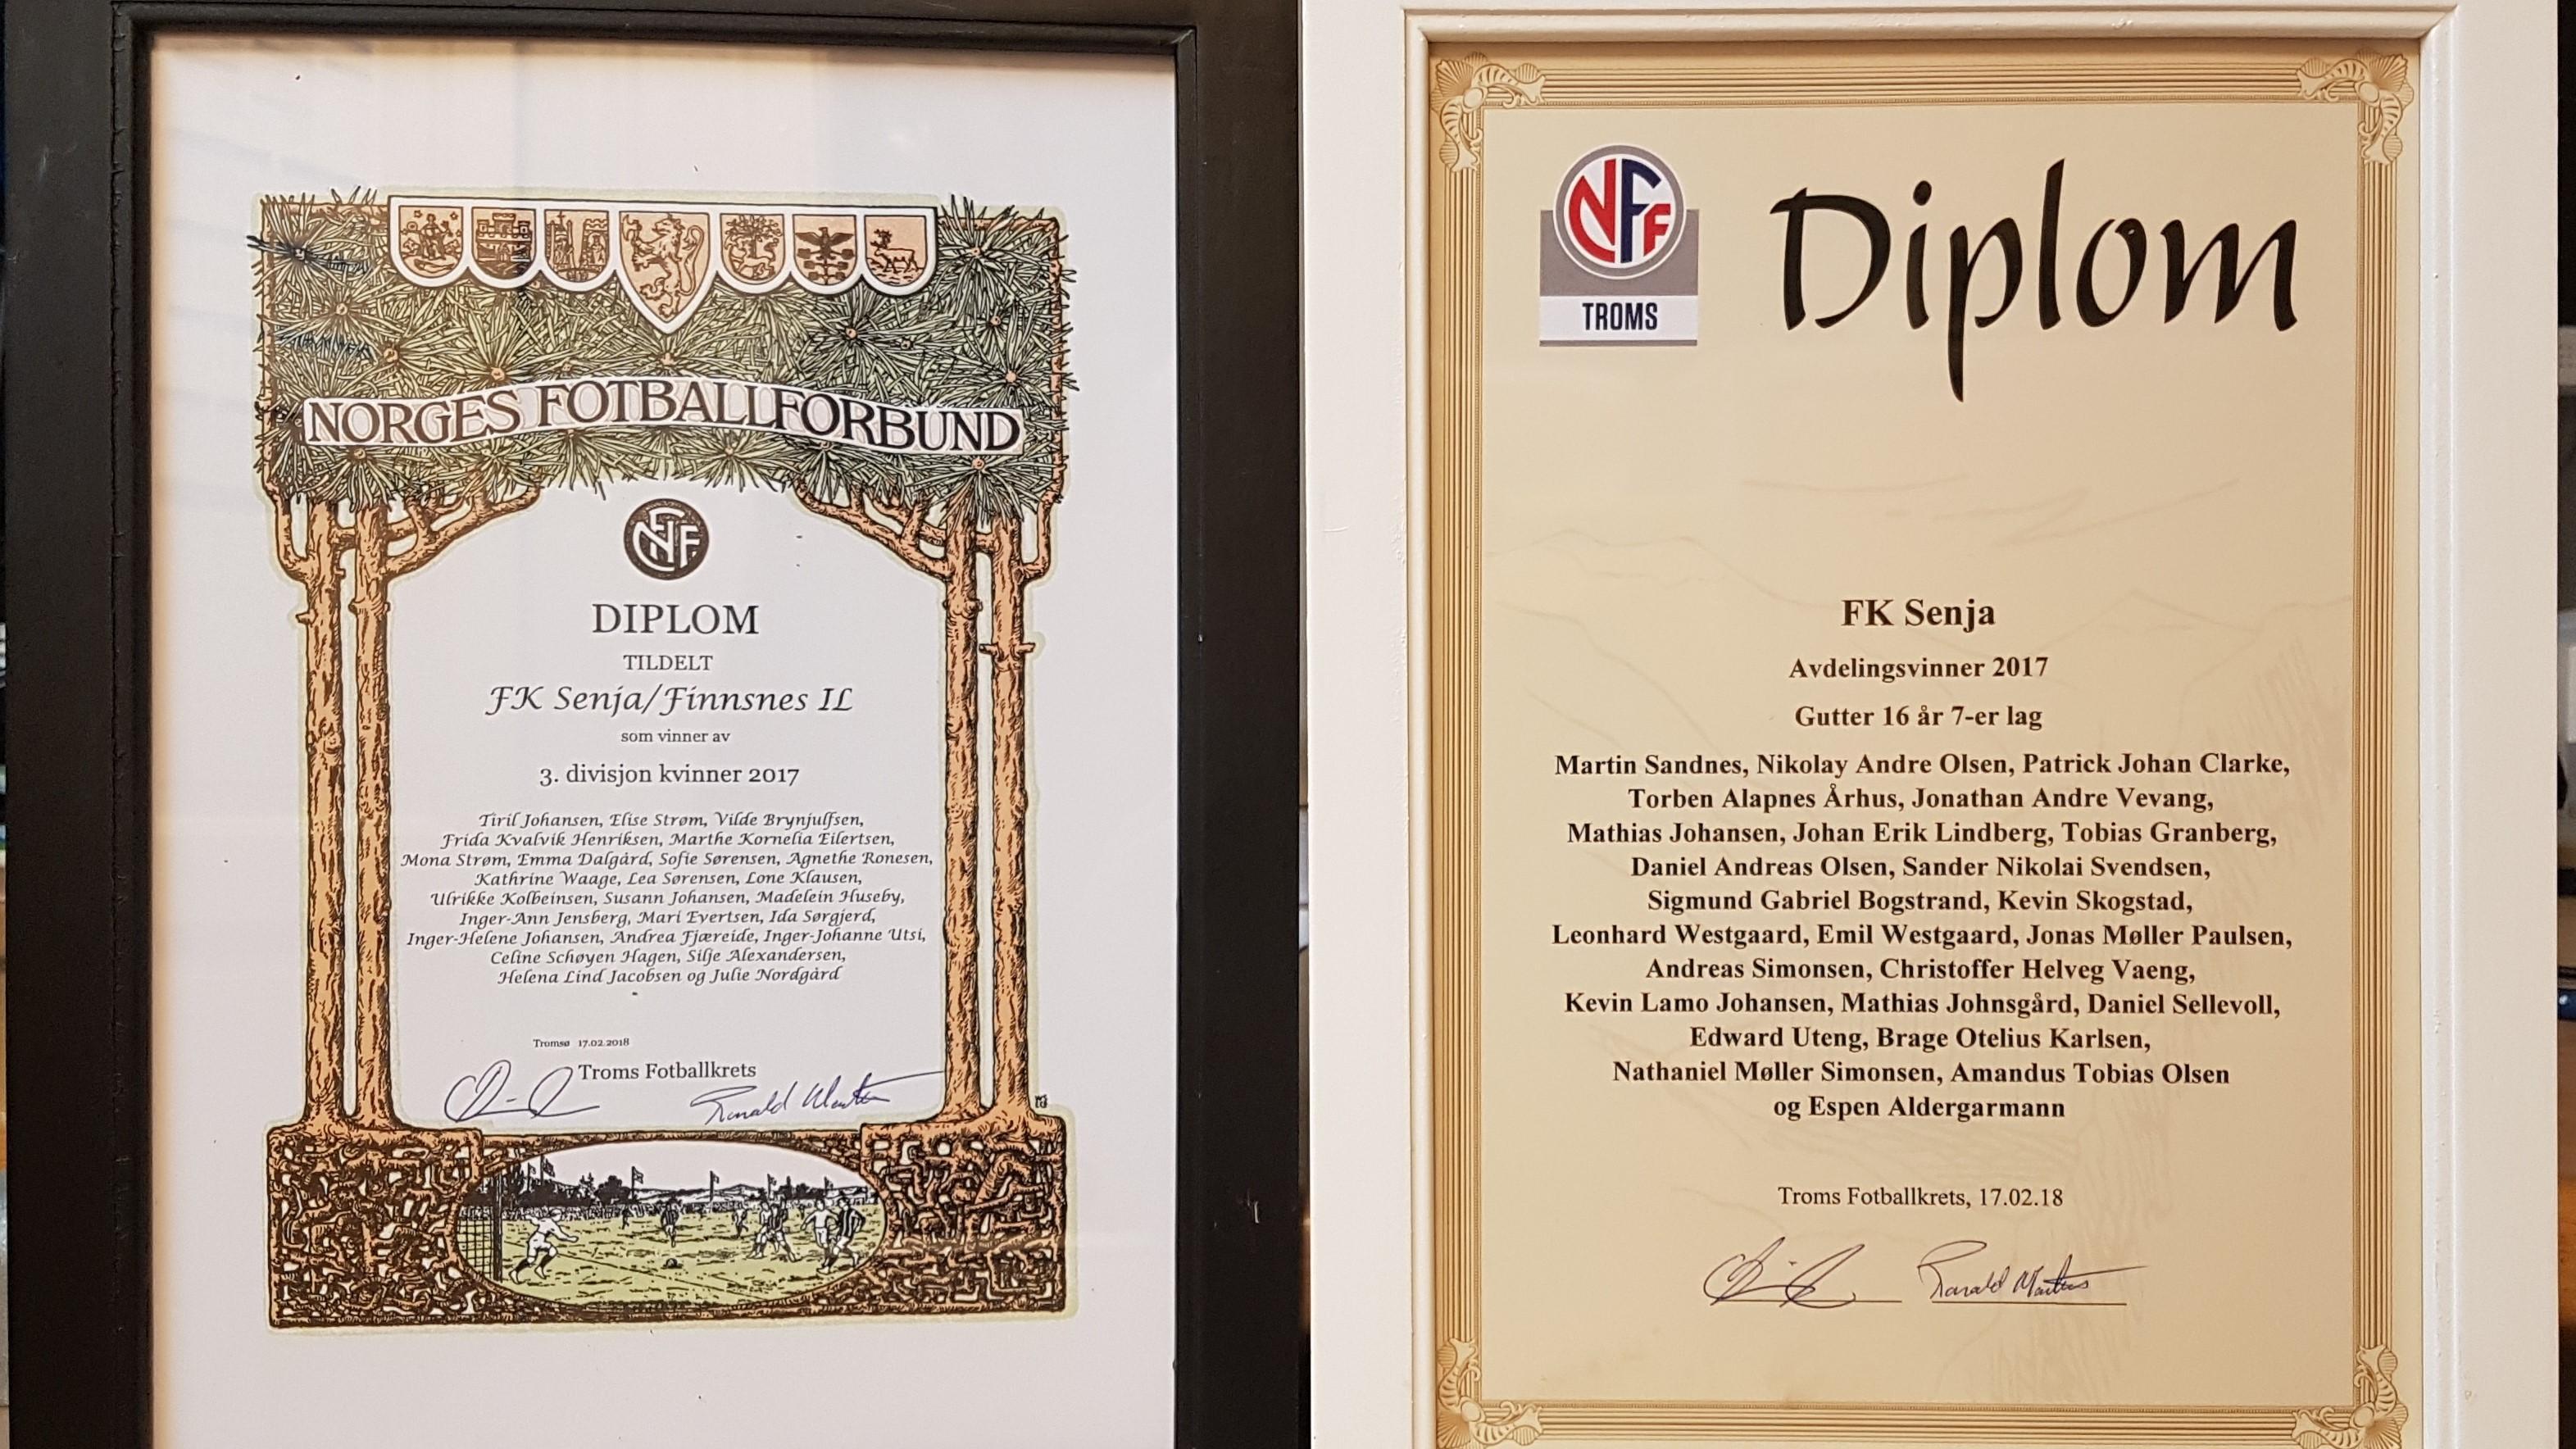 NORGES FOTBALLFORBUND
NFF
DIPLOM
TILDELT
FK Senja/Finnsnes IL
som vinner av
3. divisjon kvinner 2017
Tiril Johansen, Elise Strøm, Vilde Brynjulfsen,
Frida Kvalvik Henriksen, Marthe Kornelia Eilertsen,
Mona Strøm, Emma Dalgård, Sofie Sørensen, Agnethe Ronesen,
Kathrine Waage, Lea Sørensen, Lone Klausen,
Ulrikke Kolbeinsen, Susann Johansen, Madelein Huseby,
Inger-Ann Jensberg, Mari Evertsen, Ida Sørgjerd,
Inger-Helene Johansen, Andrea Fjæreide, Inger-Johanne Utsi,
Celine Schøyen Hagen, Silje Alexandersen,
Helena Lind Jacobsen og Julie Nordgård
Tromsø 17.02.2018
Troms Fotballkrets
Ronald
NFF
TROMS
Diplom
FK Senja
Avdelingsvinner 2017
Gutter 16 år 7-er lag
Martin Sandnes, Nikolay Andre Olsen, Patrick Johan Clarke,
Torben Alapnes Århus, Jonathan Andre Vevang,
Mathias Johansen, Johan Erik Lindberg, Tobias Granberg,
Daniel Andreas Olsen, Sander Nikolai Svendsen,
Sigmund Gabriel Bogstrand, Kevin Skogstad,
Leonhard Westgaard, Emil Westgaard, Jonas Møller Paulsen,
Andreas Simonsen, Christoffer Helveg Vaeng,
Kevin Lamo Johansen, Mathias Johnsgård, Daniel Sellevoll,
Edward Uteng, Brage Otelius Karlsen,
Nathaniel Møller Simonsen, Amandus Tobias Olsen
og Espen Aldergarmann
Troms Fotballkrets, 17.02.18
Ronald